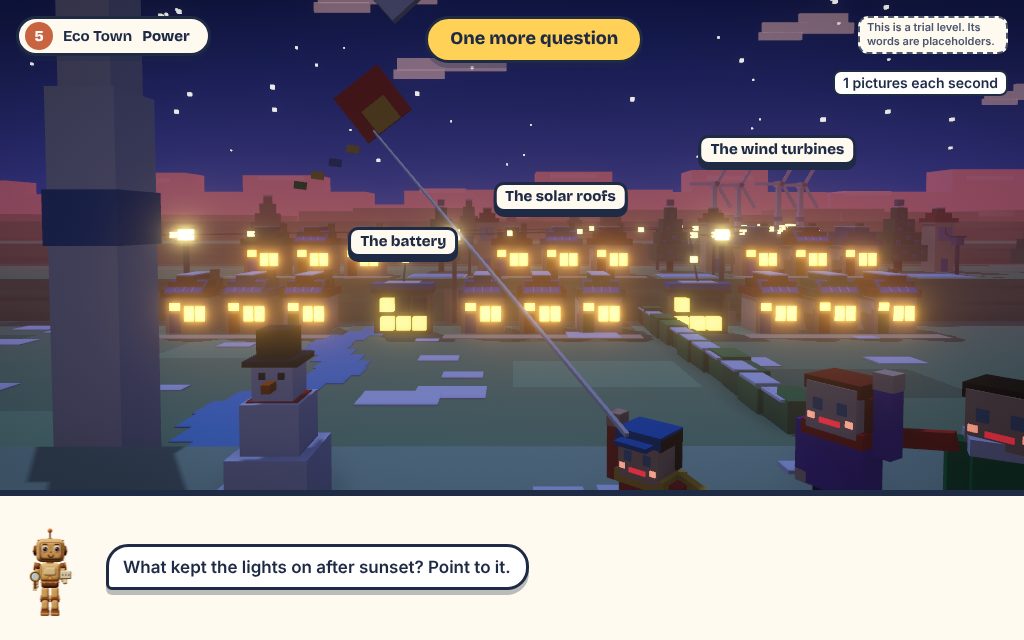 5 Eco Town Power
One more question
This is a trial level. Its
words are placeholders.
1 pictures each second
The wind turbines
The solar roofs
The battery
What kept the lights on after sunset? Point to it.